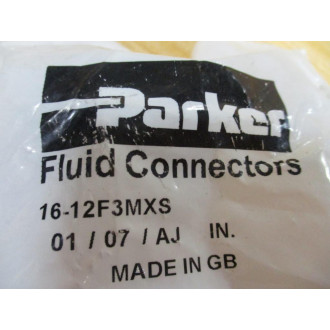 Parker
Fluid Connectors
16-12F3MXS
01 / 07 / AJ IN.
MADE IN GB